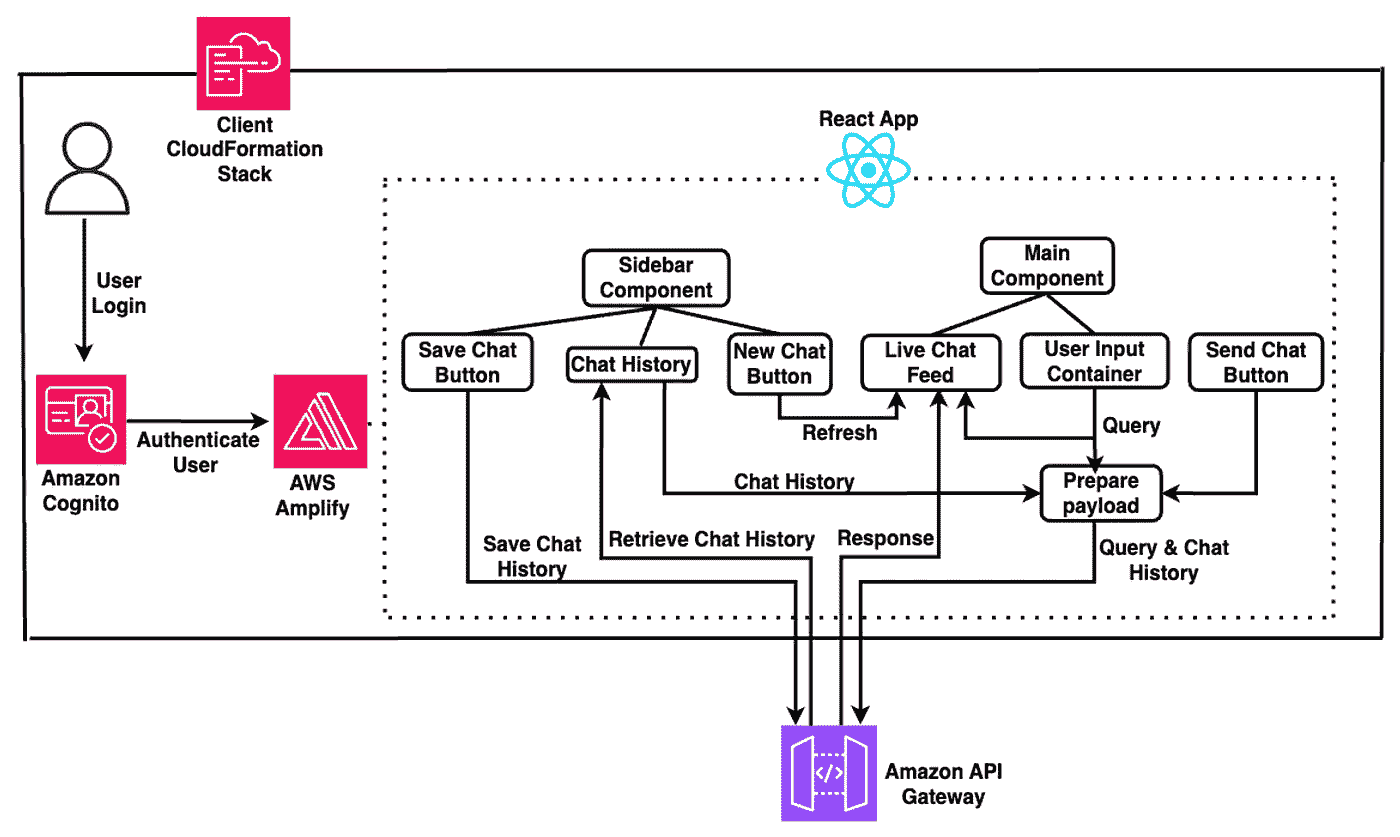 Client
CloudFormation
Stack
React App
User
Login
Amazon
Cognito
Authenticate
User
AWS
Amplify
Sidebar
Component
Main
Component
Save Chat
Button
Chat History
New Chat
Button
Live Chat
Feed
User Input
Container
Send Chat
Button
Refresh
Query
Chat History
Prepare
payload
Save Chat
History
Retrieve Chat History
Response
Query & Chat
History
</>
Amazon API
Gateway